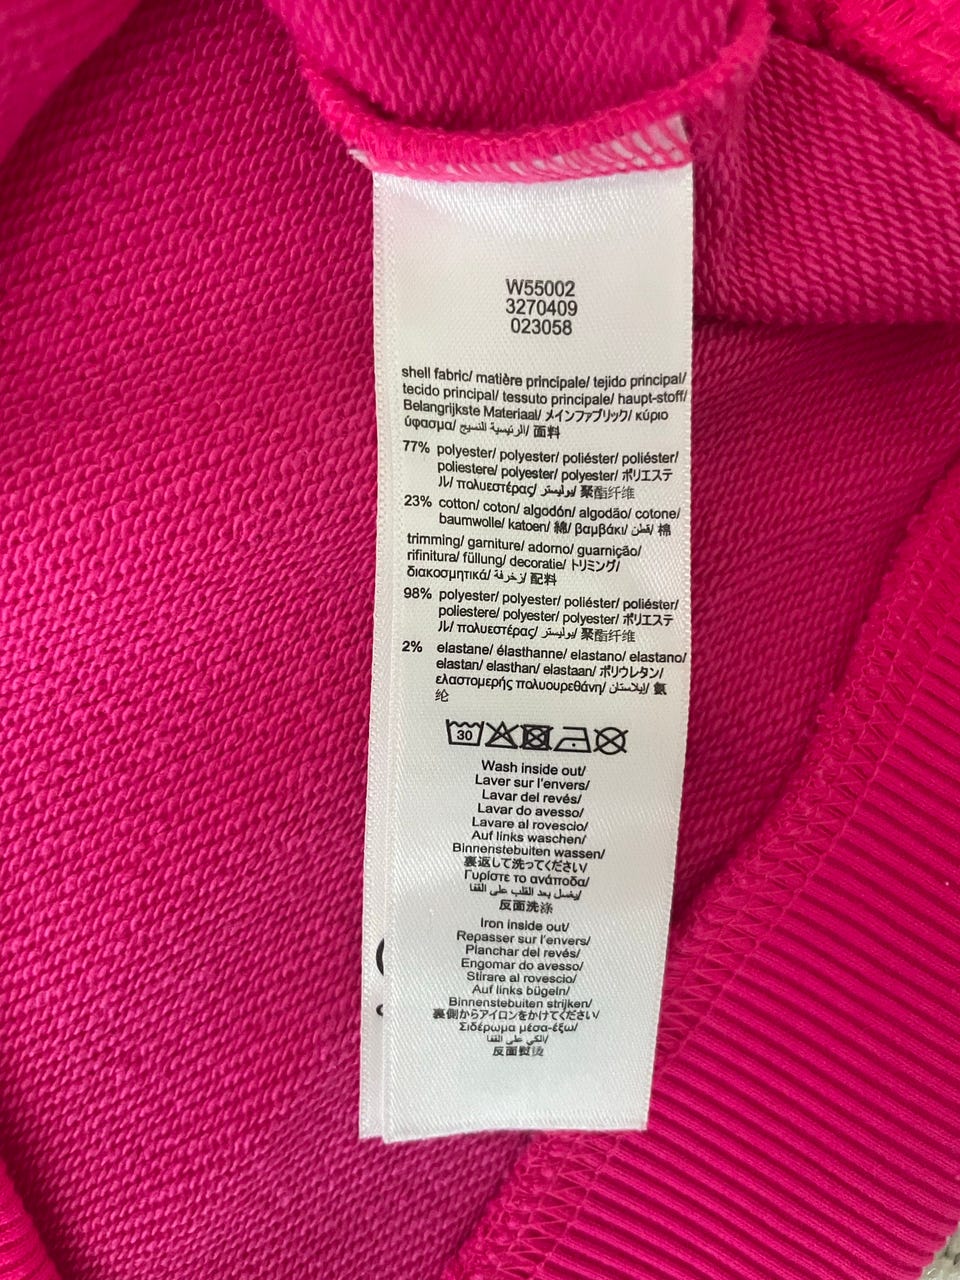 W55002
3270409
023058
shell fabric/ matière principale/ tejido principal/
tecido principal/ tessuto principale/ haupt-stoff/
Belangrijkste Materiaal/ メインファブリック/ κύριο
ύφασμα/ الرئيسية النسيج/ 面料
77% polyester/ polyester/ poliéster/ poliéster/
poliestere/ polyester/ polyester/ ポリエステ
ル/ πολυεστέρας/ بوليستر/ 聚酯纤维
23% cotton/ coton/ algodón/ algodão/ cotone/
baumwolle/ katoen/ 綿/ βαμβάκι/ قطن/ 棉
trimming/ garniture/ adorno/ guarnição/
rifinitura/ füllung/ decoratie/ トリミング/
διακοσμητικά/ زخرفة/ 配料
98% polyester/ polyester/ poliéster/ poliéster/
poliestere/ polyester/ polyester/ ポリエステ
ル/ πολυεστέρας/ بوليستر/ 聚酯纤维
2% elastane/ élasthanne/ elastano/ elastano/
elastan/ elasthan/ elastaan/ ポリウレタン/
ελαστομερής πολυουρεθάνη/ إيلاستان/ 氨
纶
30
Wash inside out/
Laver sur l'envers/
Lavar del revés/
Lavar do avesso/
Lavare al rovescio/
Auf links waschen/
Binnenstebuiten wassen/
裏返して洗ってください/
Γυρίστε το ανάποδα/
يغسل بعد القلب على القفا/
反面洗涤
Iron inside out/
Repasser sur l'envers/
Planchar del revés/
Engomar do avesso/
Stirare al rovescio/
Auf links bügeln/
Binnenstebuiten strijken/
裏側からアイロンをかけてください/
Σιδέρωμα μέσα-έξω/
الكي على القفا/
反面熨烫